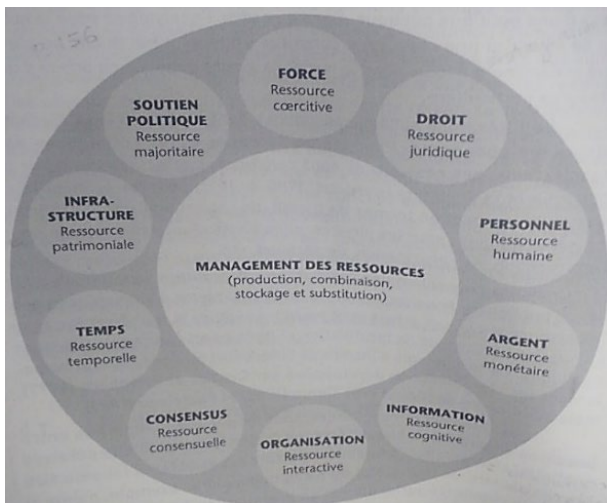 FORCE
Ressource
cœrcitive
DROIT
Ressource
juridique
PERSONNEL
Ressource
humaine
ARGENT
Ressource
monétaire
INFORMATION
Ressource
cognitive
ORGANISATION
Ressource
interactive
CONSENSUS
Ressource
consensuelle
TEMPS
Ressource
temporelle
INFRA-
STRUCTURE
Ressource
patrimoniale
SOUTIEN
POLITIQUE
Ressource
majoritaire
MANAGEMENT DES RESSOURCES
(production, combinaison,
stockage et substitution)